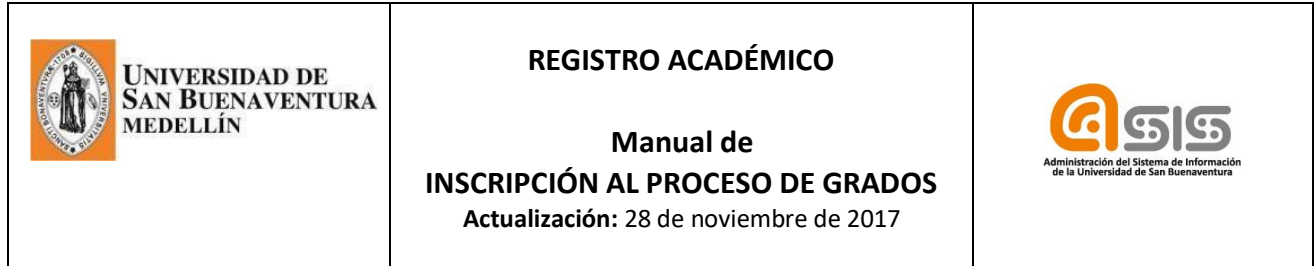 UNIVERSIDAD DE
SAN BUENAVENTURA
MEDELLÍN
REGISTRO ACADÉMICO
Manual de
INSCRIPCIÓN AL PROCESO DE GRADOS
Actualización: 28 de noviembre de 2017
asis
Administración del Sistema de Información
de la Universidad de San Buenaventura